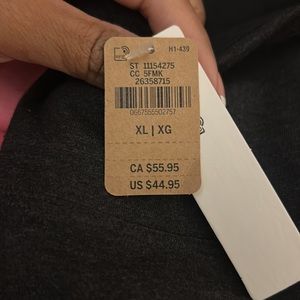 H1-439
ST 11154275
CC 5FMK
26358715
0667555502757
XL | XG
CA $55.95
US $44.95